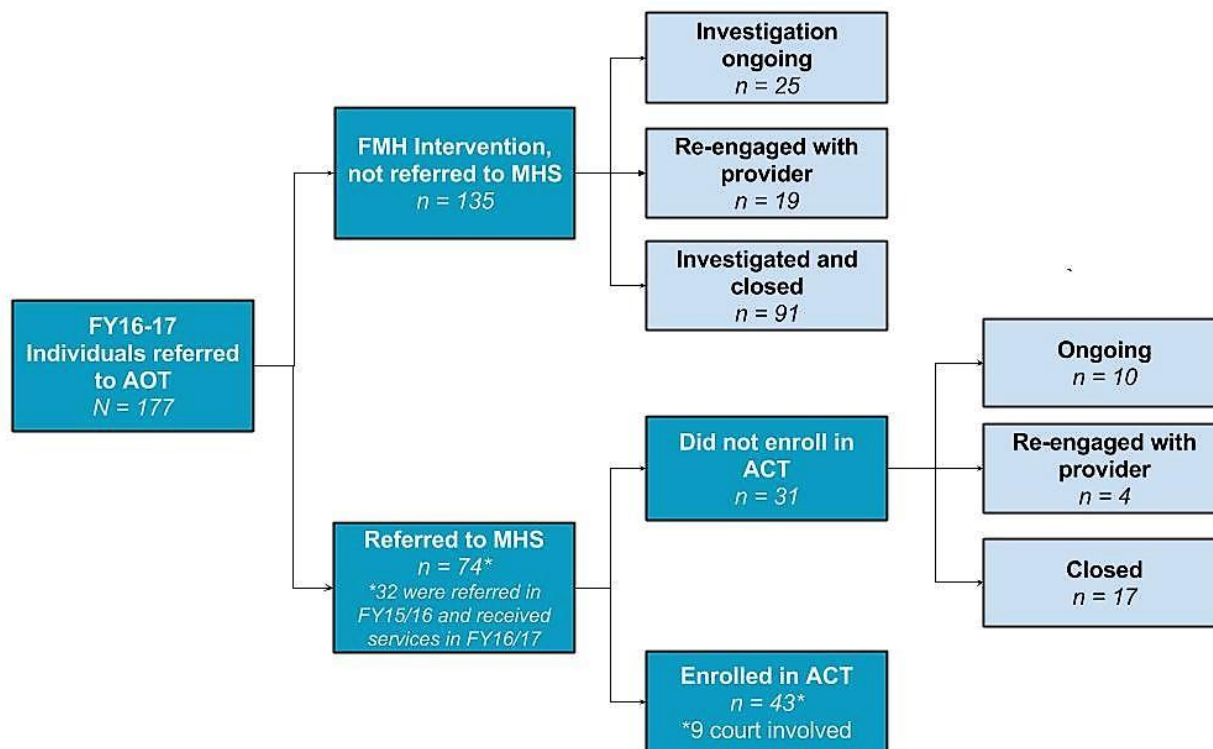 Investigation
ongoing
n = 25
FMH Intervention,
not referred to MHS
n = 135
Re-engaged with
provider
n = 19
Investigated and
closed
n = 91
FY16-17
Individuals referred
to AOT
N = 177
Ongoing
n = 10
Did not enroll in
ACT
n = 31
Re-engaged with
provider
n = 4
Closed
n = 17
Referred to MHS
n = 74*
*32 were referred in
FY15/16 and received
services in FY16/17
Enrolled in ACT
n = 43*
*9 court involved